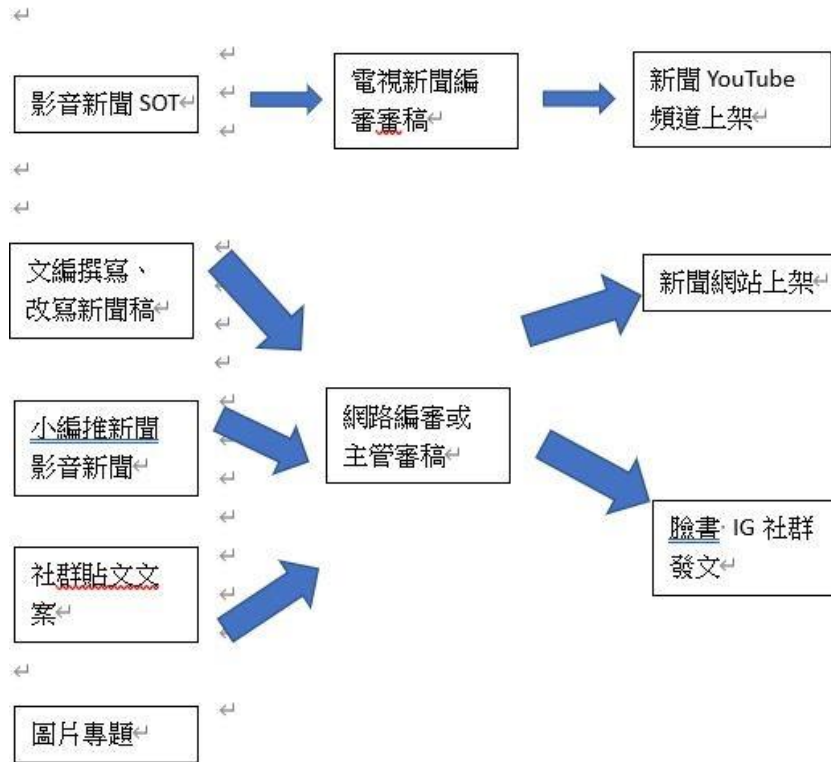 影音新聞 SOT
電視新聞編
審審稿
新聞 YouTube
頻道上架
文編撰寫、
改寫新聞稿
新聞網站上架
小編推新聞
影音新聞
網路編審或
主管審稿
臉書 IG 社群
發文
社群貼文文
案
圖片專題